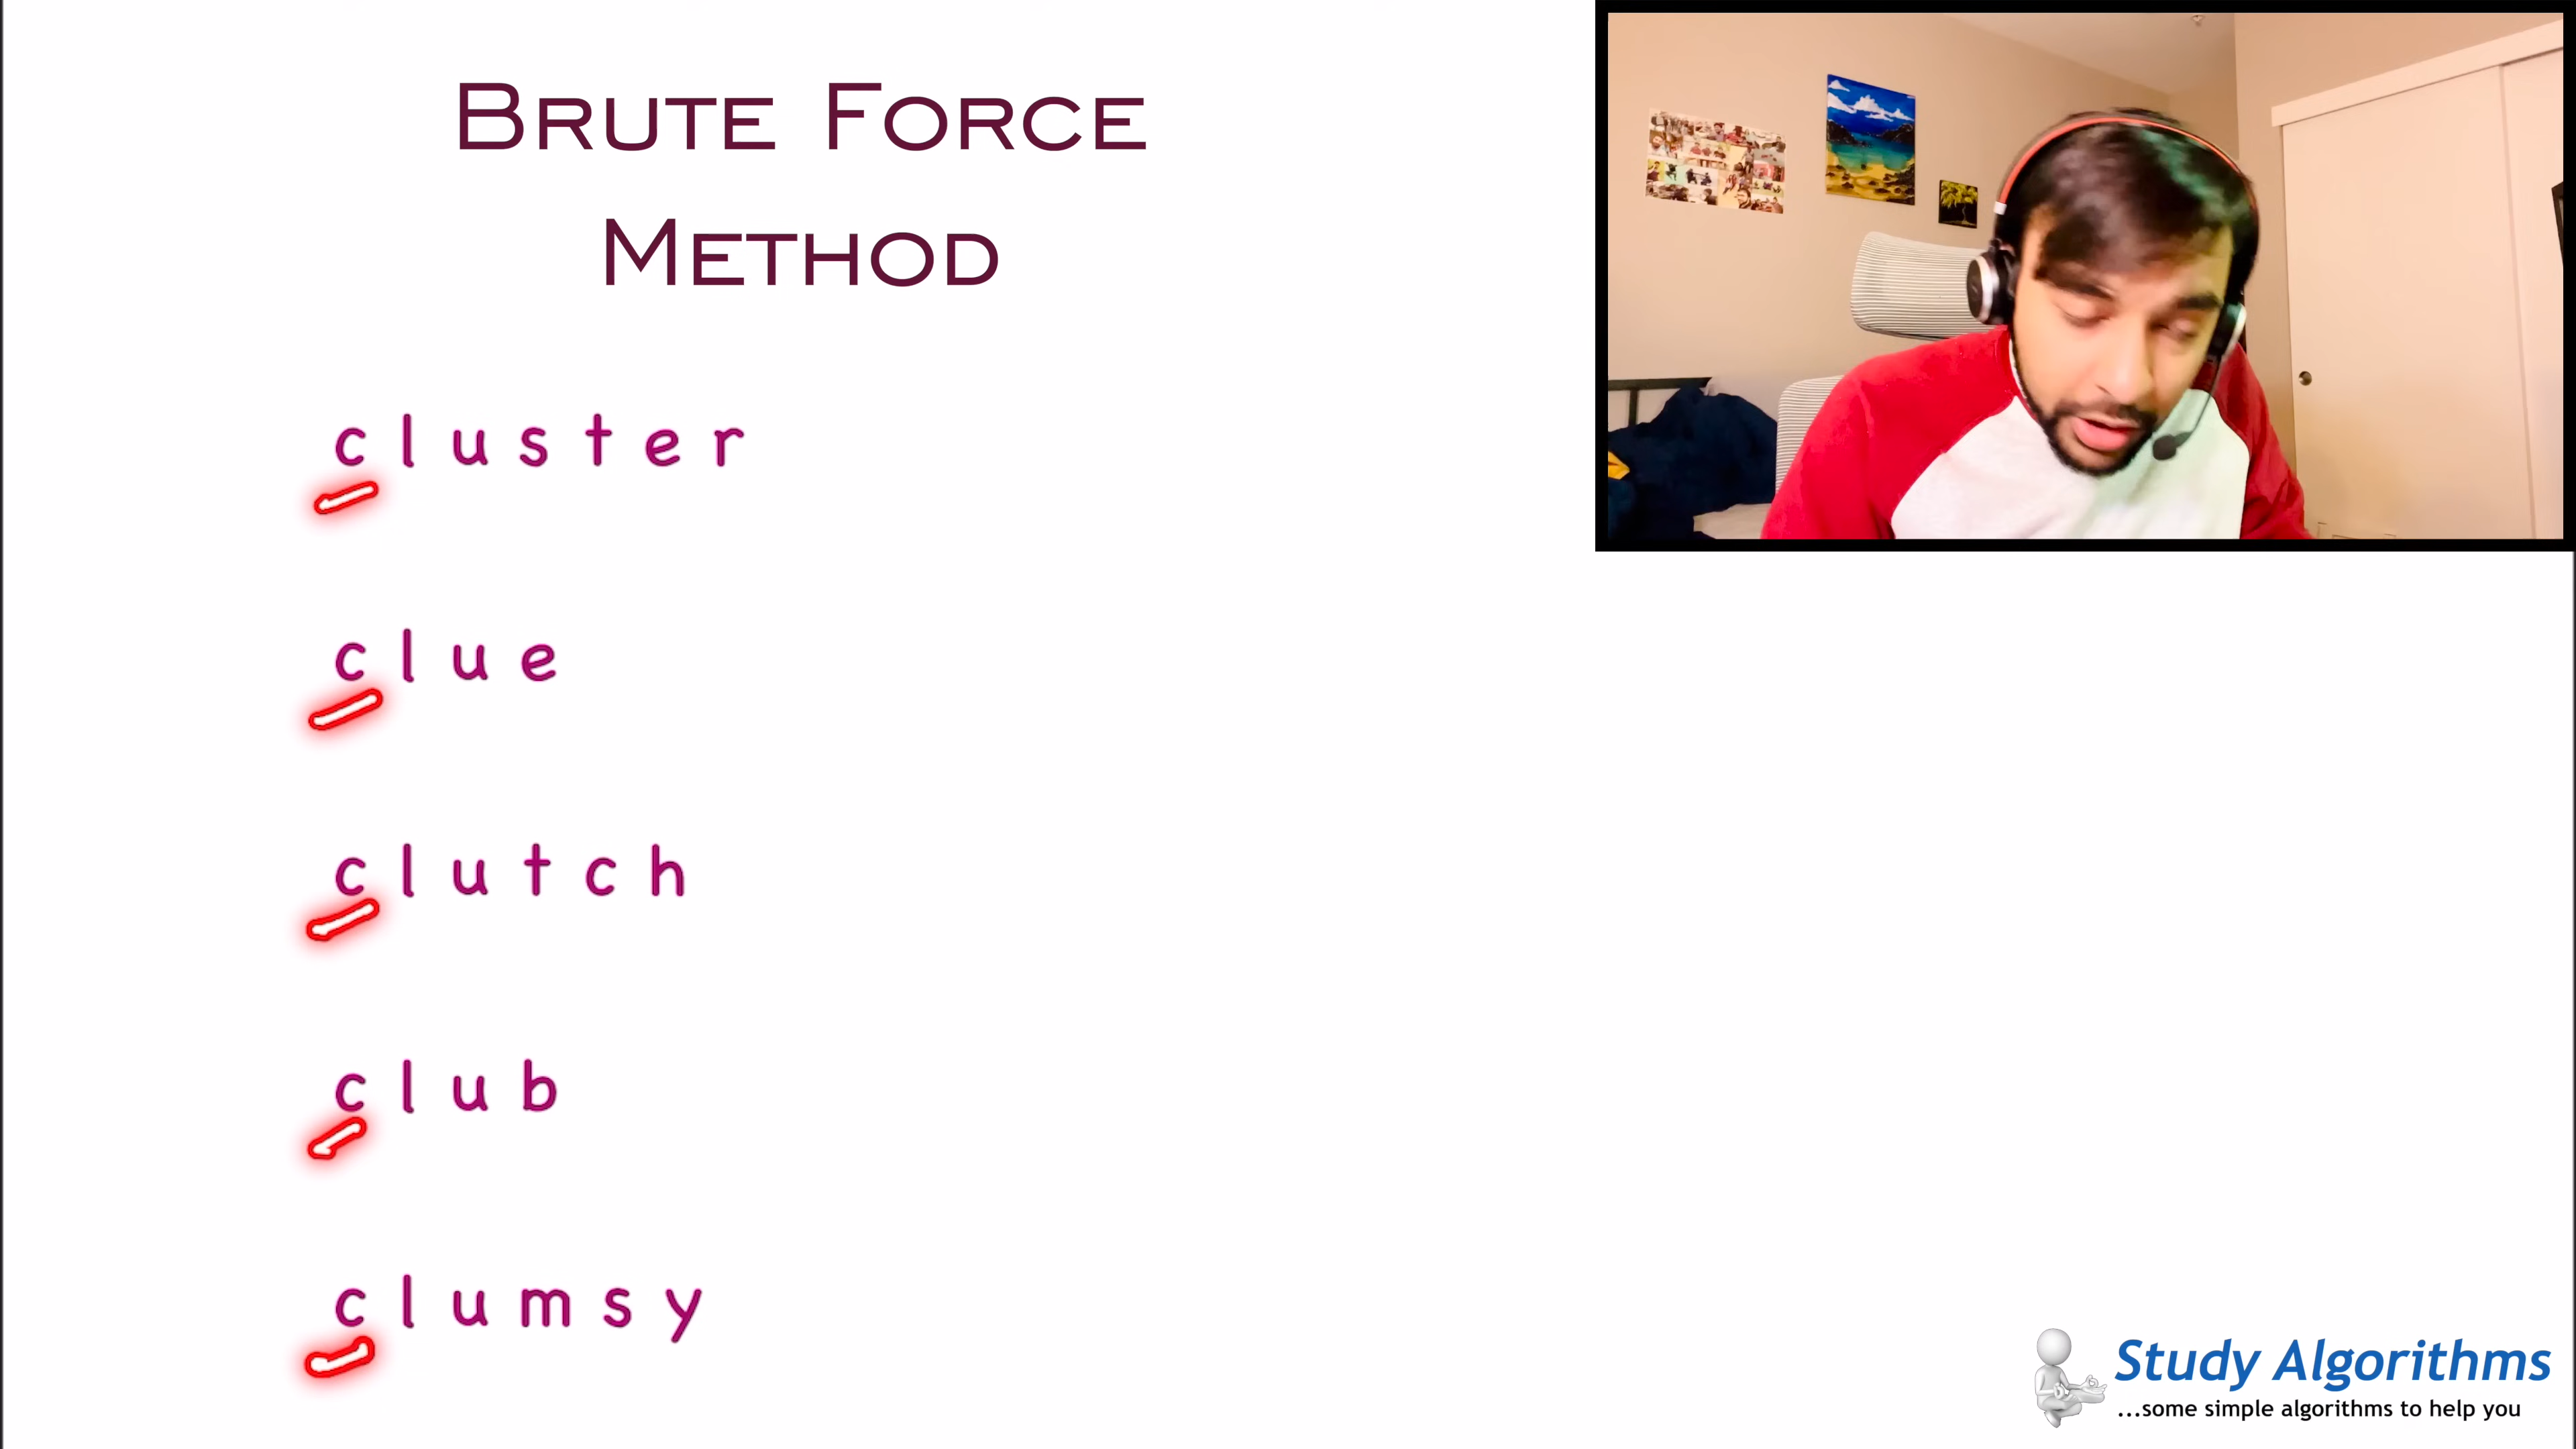 BRUTE FORCE
METHOD
c l u s t e r
c l u e
c l u t c h
c l u b
c l u m s y
Study Algorithms
...some simple algorithms to help you